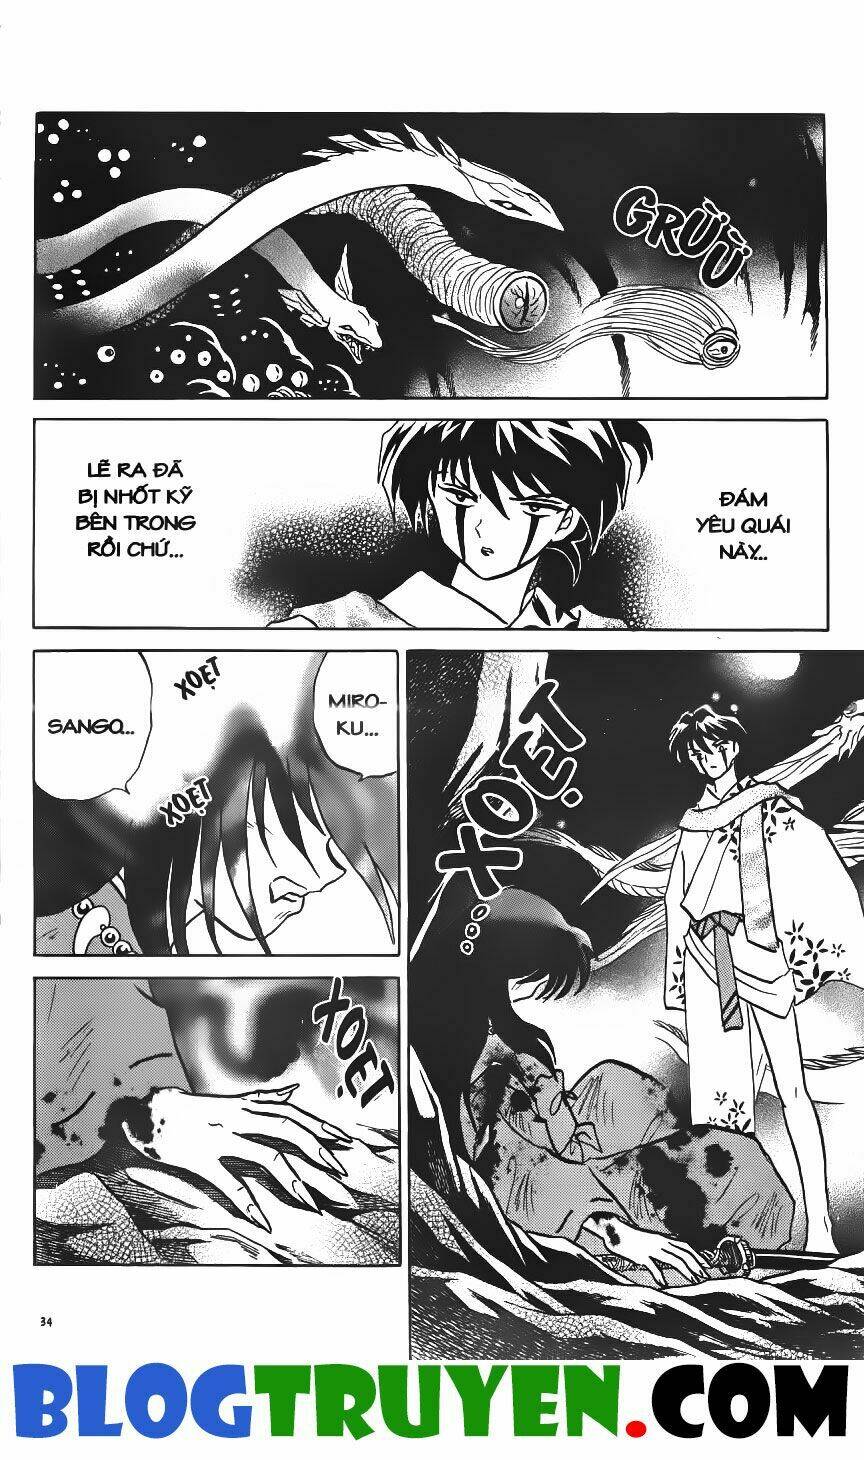 GRỪỪ
ĐÁM
YÊU QUÁI
NÀY...
LẼ RA ĐÃ
BỊ NHỐT KỸ
BÊN TRONG
RỒI CHỨ...
XOẸT
MIRO-
KU...
SANGO...
XOẸT
XOẸT
XOẸT
34
BLOGTRUYEN.COM